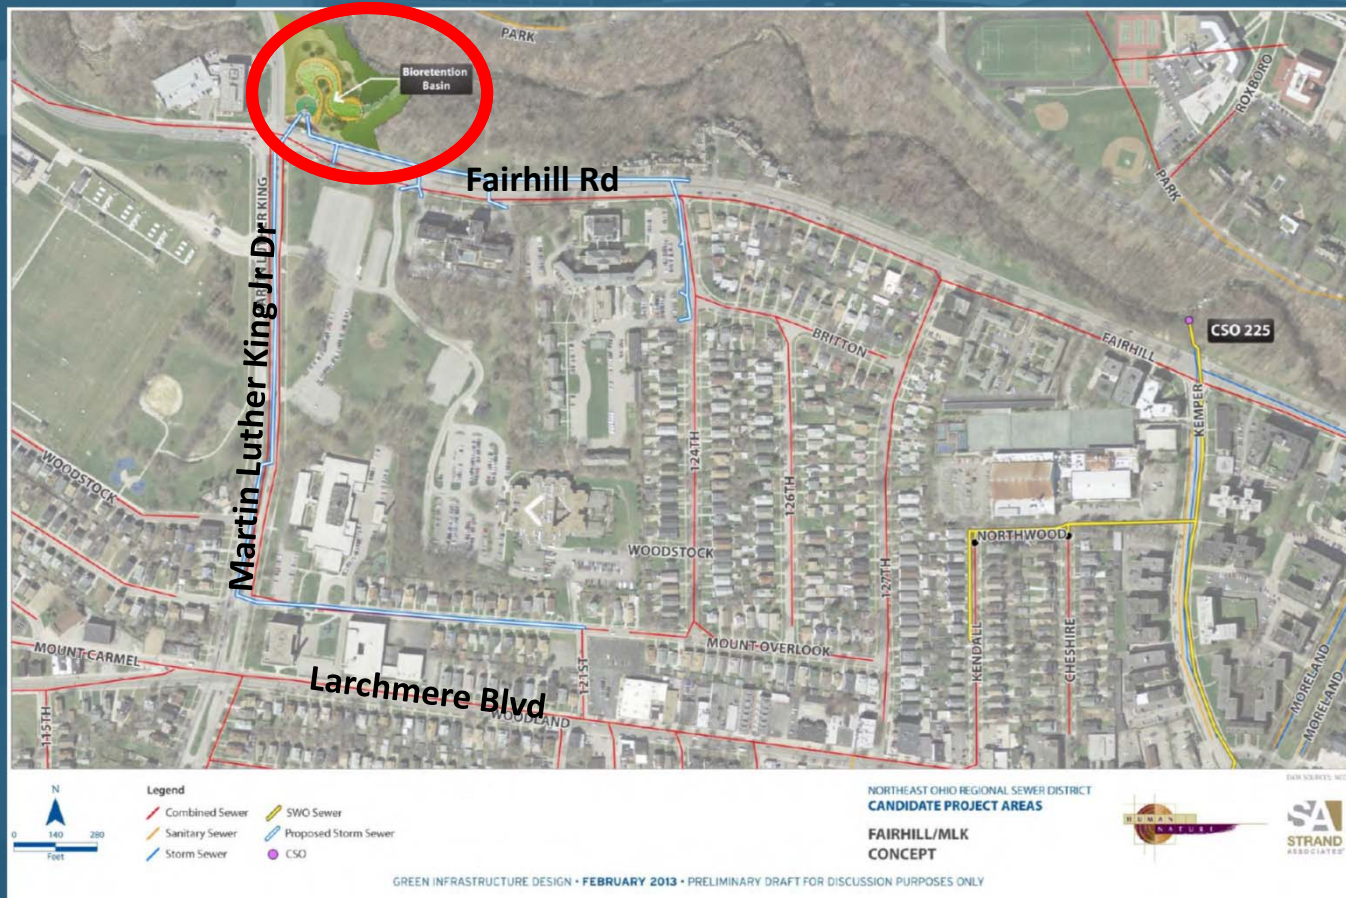 PARK
Bioretention
Basin
ROXBORO
PARK
Fairhill Rd
Martin Luther King Jr Dr
BRITTON
FAIRHILL
CSO 225
KEMPER
WOODSTOCK
124TH
126TH
127TH
WOODSTOCK
NORTHWOOD
MOUNT CARMEL
MOUNT OVERLOOK
121ST
KENDALL
CHESHIRE
MORELAND
MORELAND
Larchmere Blvd
WOODLAND
115TH
N
0 140 280
Feet
Legend
Combined Sewer
Sanitary Sewer
Storm Sewer
SWO Sewer
Proposed Storm Sewer
CSO
NORTHEAST OHIO REGIONAL SEWER DISTRICT
CANDIDATE PROJECT AREAS
FAIRHILL/MLK
CONCEPT
HUMAN
NATURE
SA
STRAND
ASSOCIATES
GREEN INFRASTRUCTURE DESIGN • FEBRUARY 2013 • PRELIMINARY DRAFT FOR DISCUSSION PURPOSES ONLY